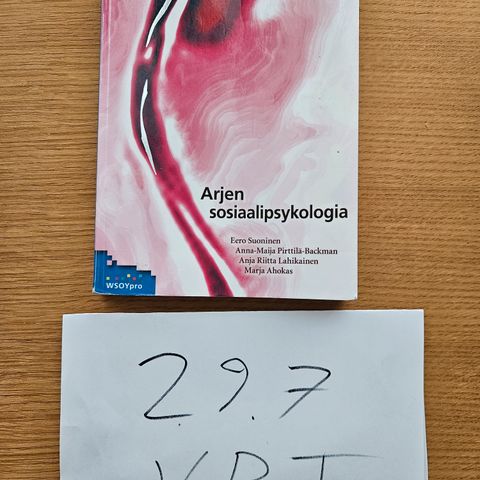 Arjen
sosiaalipsykologia
Eero Suoninen
Anna-Maija Pirttilä-Backman
Anja Riitta Lahikainen
Marja Ahokas
WSOYpro
29.7